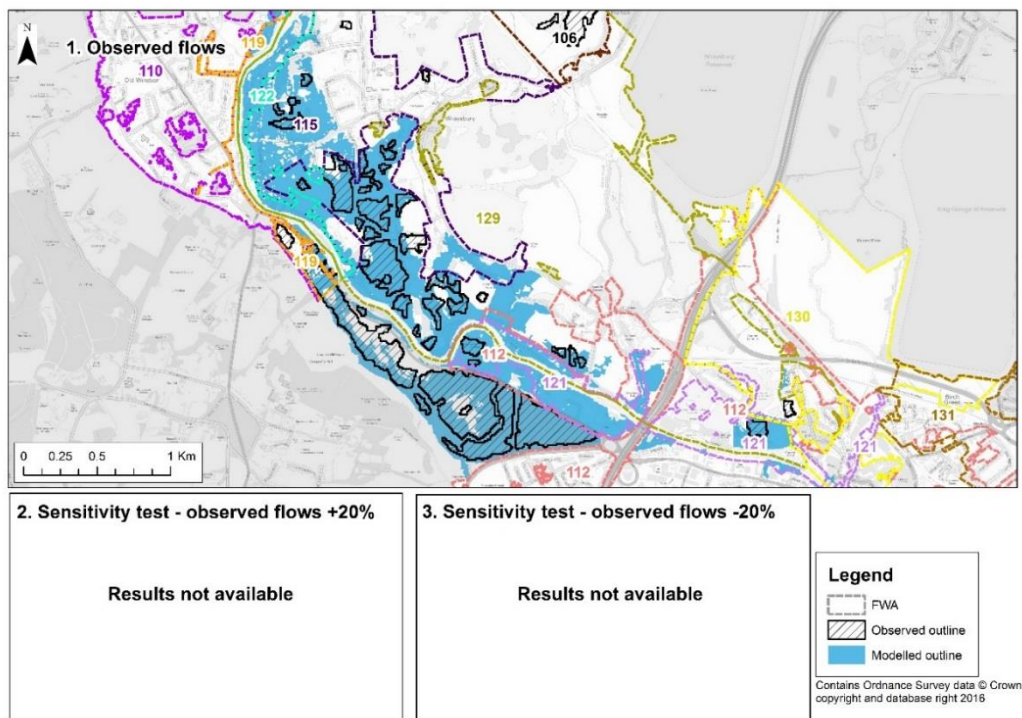 N
1. Observed flows
119
110
Old Windsor
122
115
106
Wraysbury
129
119
112
121
130
112
121
121
131
112
0 0.25 0.5 1 Km
2. Sensitivity test - observed flows +20%
Results not available
3. Sensitivity test - observed flows -20%
Results not available
Legend
FWA
Observed outline
Modelled outline
Contains Ordnance Survey data © Crown
copyright and database right 2016